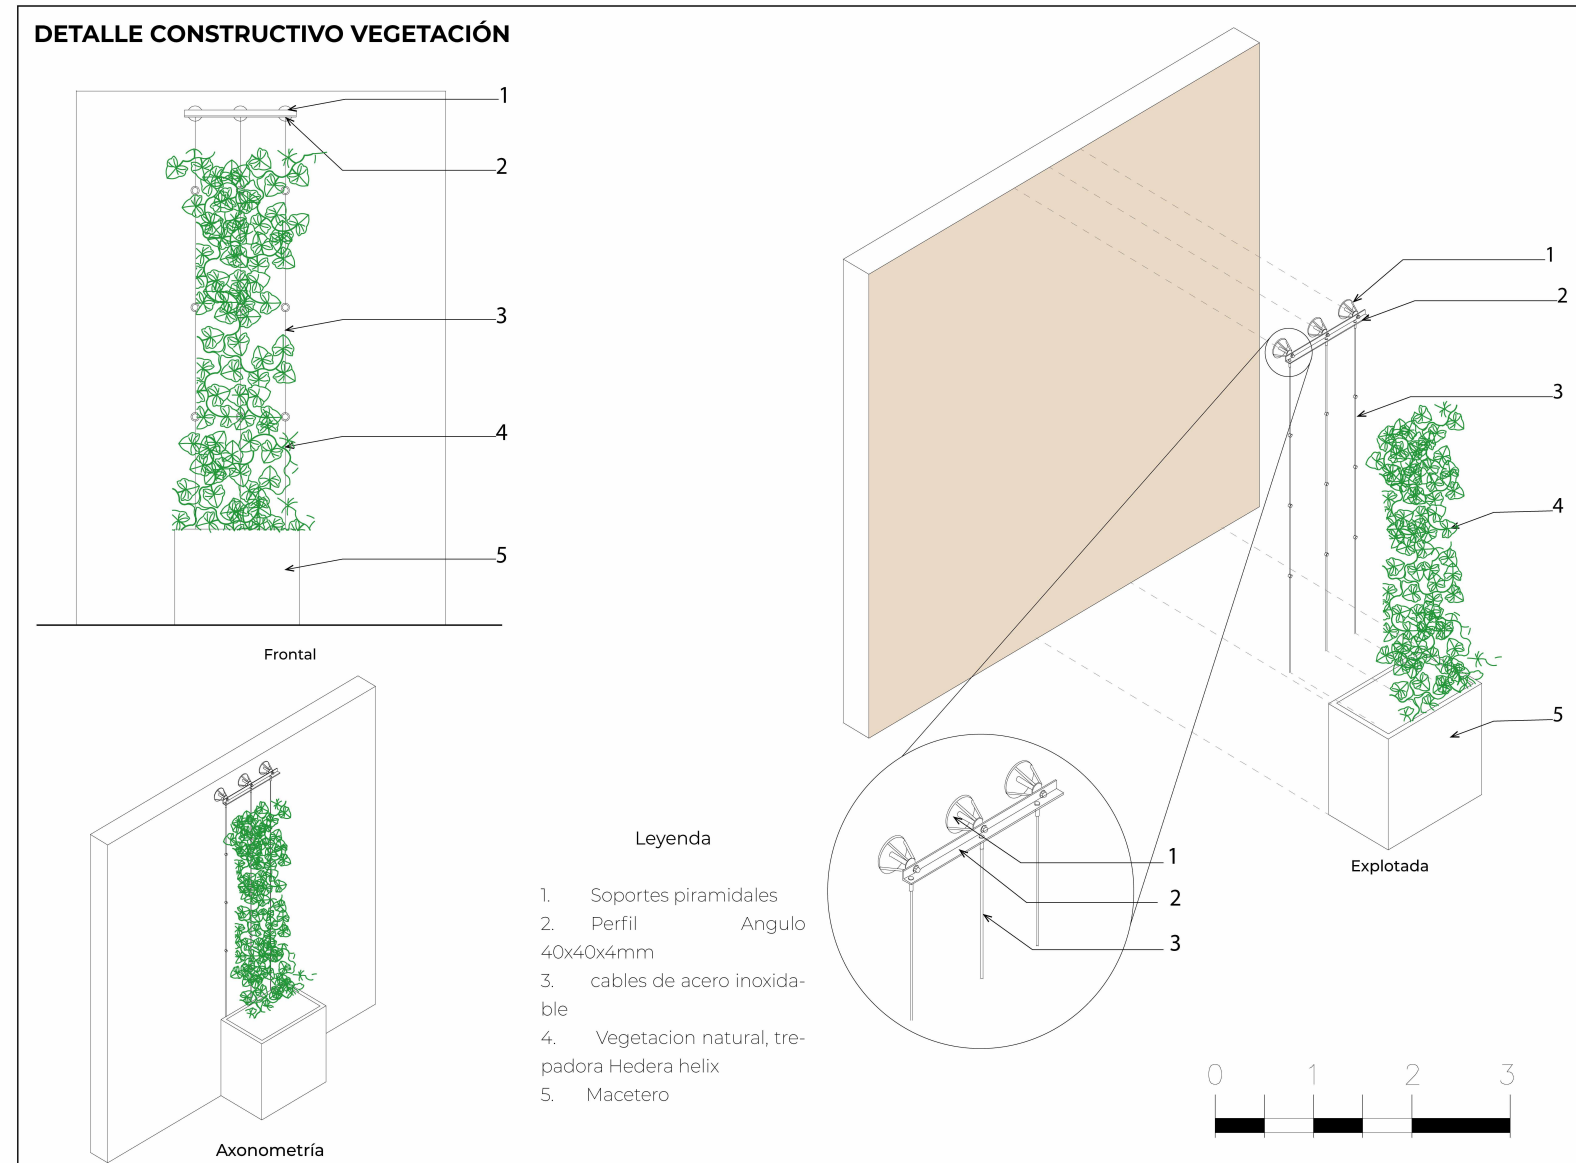 DETALLE CONSTRUCTIVO VEGETACIÓN
1
2
3
4
5
Frontal
Axonometría
Leyenda
1. Soportes piramidales
2. Perfil Angulo
40x40x4mm
3. cables de acero inoxida-
ble
4. Vegetacion natural, tre-
padora Hedera helix
5. Macetero
1
2
3
1
2
3
4
5
Explotada
0 1 2 3